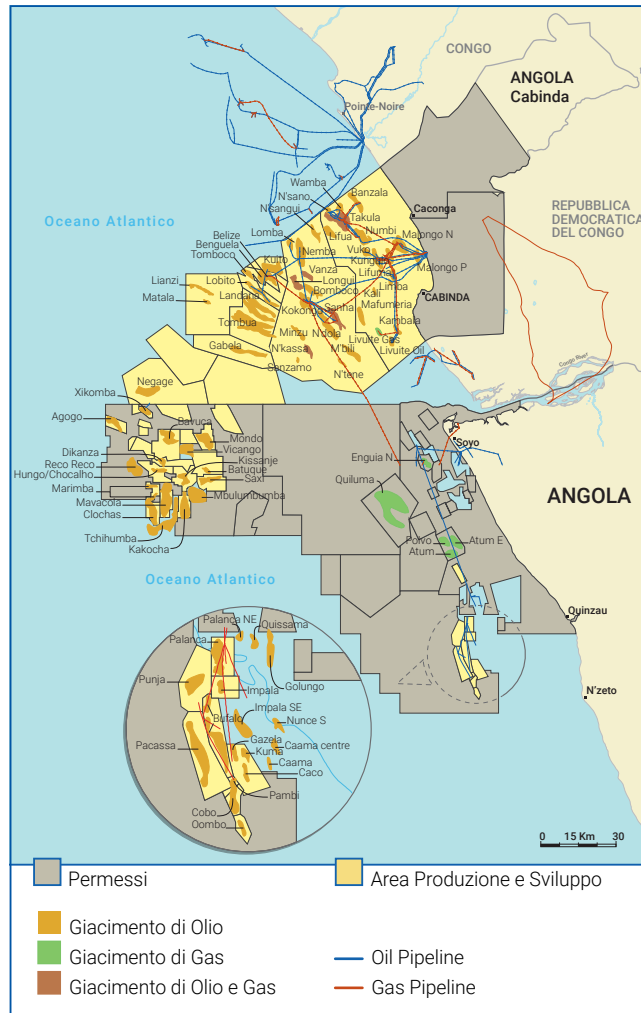 CONGO
ANGOLA
Cabinda
Pointe-Noire
Wamba
N'sano
N'sangui
Banzala
Caconga
Oceano Atlantico
REPUBBLICA
DEMOCRATICA
DEL CONGO
Takula
Lomba
Lifua
Numbi
Malongo N
Belize
Benguela
Tomboco
Kuito
Nemba
Vuko
Kungulo
Vanza
Lifuma
Malongo P
Lianzi
Lobito
Longui
Limba
Landana
Bomboco
Kali
CABINDA
Matala
Kokongo
Sanha
Mafumeria
Tombua
N'dola
Kambala
Minzu
Livuite Gas
Gabela
N'kassa
M'bili
Livuite Oil
Sanzamo
N'tene
Negage
Congo River
Xikomba
Agogo
Bavuca
Mondo
Soyo
Dikanza
Vicango
Enguia N
Reco Reco
Kissanje
Hungo/Chocalho
Batuque
Quiluma
ANGOLA
Marimba
Saxi
Mavacola
Mbulumbumba
Clochas
Tchihumba
Polvo
Atum E
Kakocha
Atum
Oceano Atlantico
Quinzau
Palanca NE
Quissama
Palanca
Punja
Impala
Golungo
N'zeto
Impala SE
Bufalo
Nunce S
Pacassa
Gazela
Caama centre
Kuma
Caama
Caco
Pambi
Cobo
Oombo
0 15 Km 30
Permessi
Area Produzione e Sviluppo
Giacimento di Olio
Giacimento di Gas
Oil Pipeline
Giacimento di Olio e Gas
Gas Pipeline